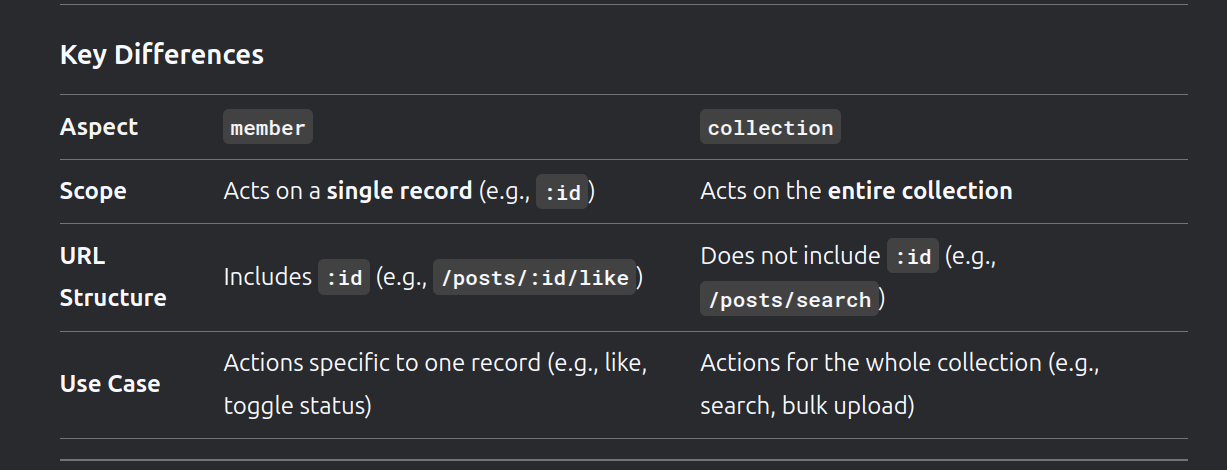 Key Differences
Aspect member collection
Scope Acts on a single record (e.g., :id) Acts on the entire collection
URL Structure Includes :id (e.g., /posts/:id/like) Does not include :id (e.g., /posts/search)
Use Case Actions specific to one record (e.g., like, toggle status) Actions for the whole collection (e.g., search, bulk upload)